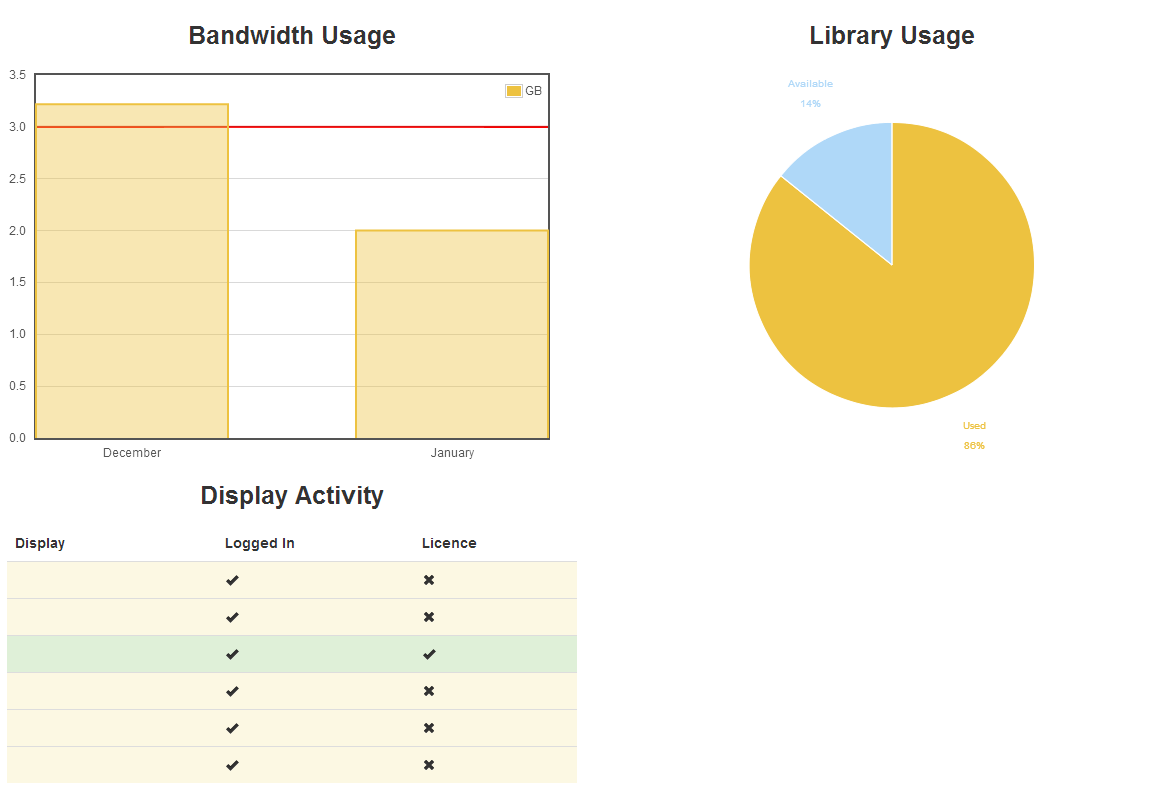 Bandwidth Usage
3.5
3.0
2.5
2.0
1.5
1.0
0.5
0.0
GB
December January
Library Usage
Available
14%
Used
86%
Display Activity
Display Logged In Licence
✔ ✖
✔ ✖
✔ ✔
✔ ✖
✔ ✖
✔ ✖